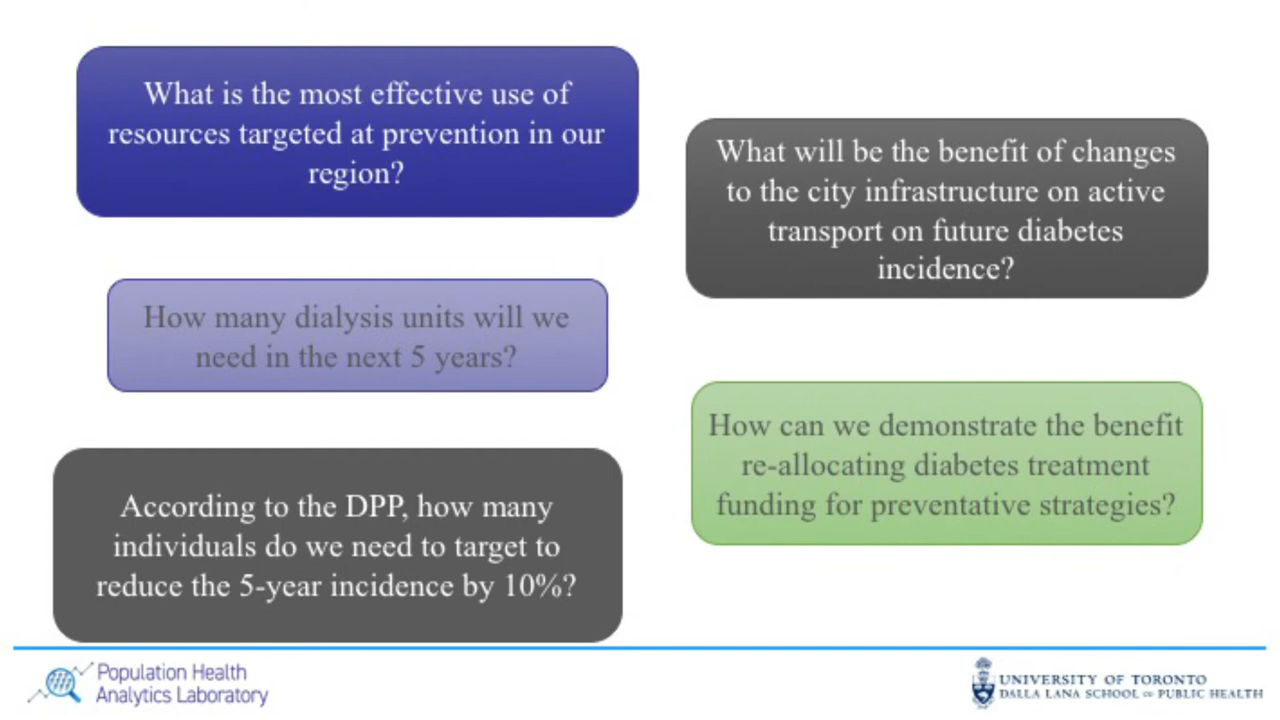 What is the most effective use of
resources targeted at prevention in our
region?
What will be the benefit of changes
to the city infrastructure on active
transport on future diabetes
incidence?
How many dialysis units will we
need in the next 5 years?
How can we demonstrate the benefit
re-allocating diabetes treatment
funding for preventative strategies?
According to the DPP, how many
individuals do we need to target to
reduce the 5-year incidence by 10%?
Population Health
Analytics Laboratory
UNIVERSITY OF TORONTO
DALLA LANA SCHOOL OF PUBLIC HEALTH